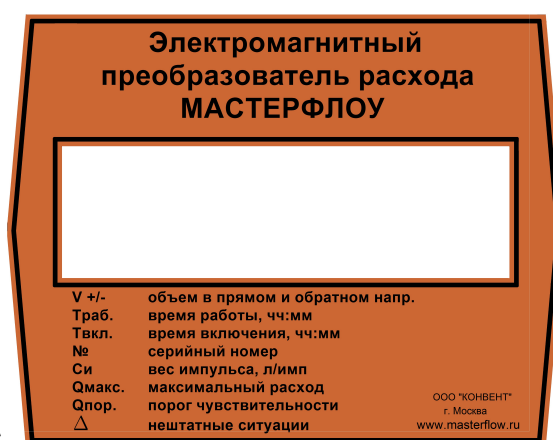 Электромагнитный
преобразователь расхода
МАСТЕРФЛОУ
V +/- объем в прямом и обратном напр.
Траб. время работы, чч:мм
Твкл. время включения, чч:мм
№ серийный номер
Си вес импульса, л/имп
Qмакс. максимальный расход
Qпор. порог чувствительности
Δ нештатные ситуации
ООО "КОНВЕНТ"
г. Москва
www.masterflow.ru